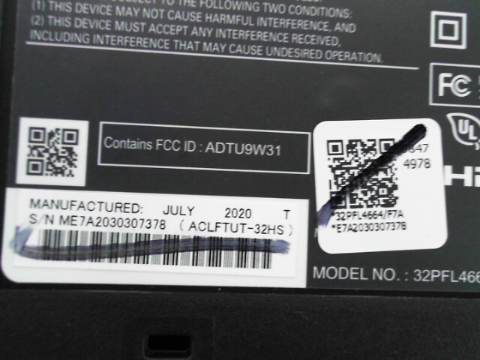 (1) THIS DEVICE MAY NOT CAUSE HARMFUL INTERFERENCE, AND
(2) THIS DEVICE MUST ACCEPT ANY INTERFERENCE RECEIVED,
INCLUDING INTERFERENCE THAT MAY CAUSE UNDESIRED OPERATION.
FC
UL
Contains FCC ID : ADTU9W31
4978
MANUFACTURED: JULY 2020 T
S/N ME7A2030307378 ( ACLFTUT-32HS )
*32PFL4664/F7A
*E7A2030307378
MODEL NO. : 32PFL466